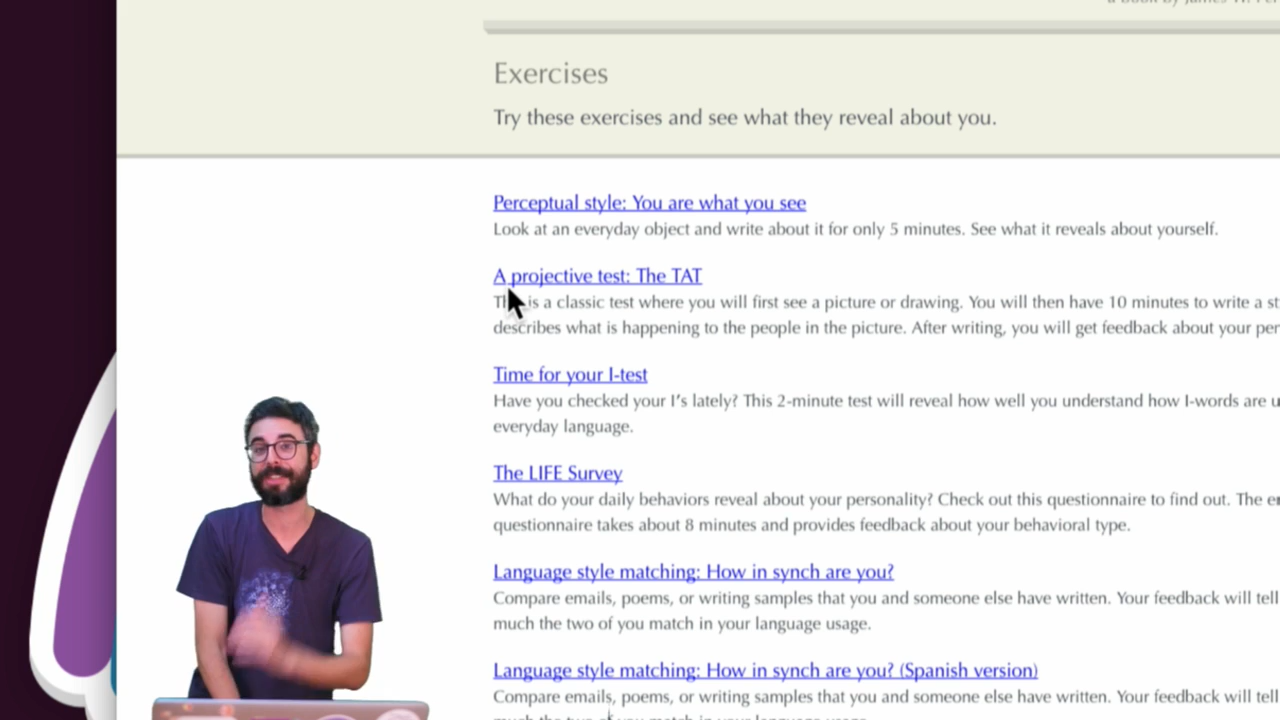 Exercises
Try these exercises and see what they reveal about you.
Perceptual style: You are what you see
Look at an everyday object and write about it for only 5 minutes. See what it reveals about yourself.
A projective test: The TAT
is a classic test where you will first see a picture or drawing. You will then have 10 minutes to write a st
describes what is happening to the people in the picture. After writing, you will get feedback about your per
Time for your I-test
Have you checked your I's lately? This 2-minute test will reveal how well you understand how I-words are u
everyday language.
The LIFE Survey
What do your daily behaviors reveal about your personality? Check out this questionnaire to find out. The en
questionnaire takes about 8 minutes and provides feedback about your behavioral type.
Language style matching: How in synch are you?
Compare emails, poems, or writing samples that you and someone else have written. Your feedback will tell
much the two of you match in your language usage.
Language style matching: How in synch are you? (Spanish version)
Compare emails, poems, or writing samples that you and someone else have written. Your feedback will tell